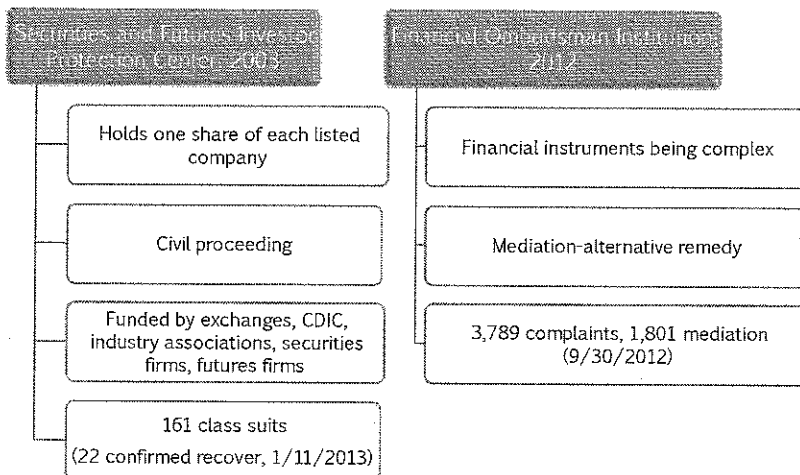 Securities and Futures Investor
Protection Center, 2003
Holds one share of each listed
company
Civil proceeding
Funded by exchanges, CDIC,
industry associations, securities
firms, futures firms
161 class suits
(22 confirmed recover, 1/11/2013)
Financial Ombudsman Institution,
2012
Financial instruments being complex
Mediation-alternative remedy
3,789 complaints, 1,801 mediation
(9/30/2012)